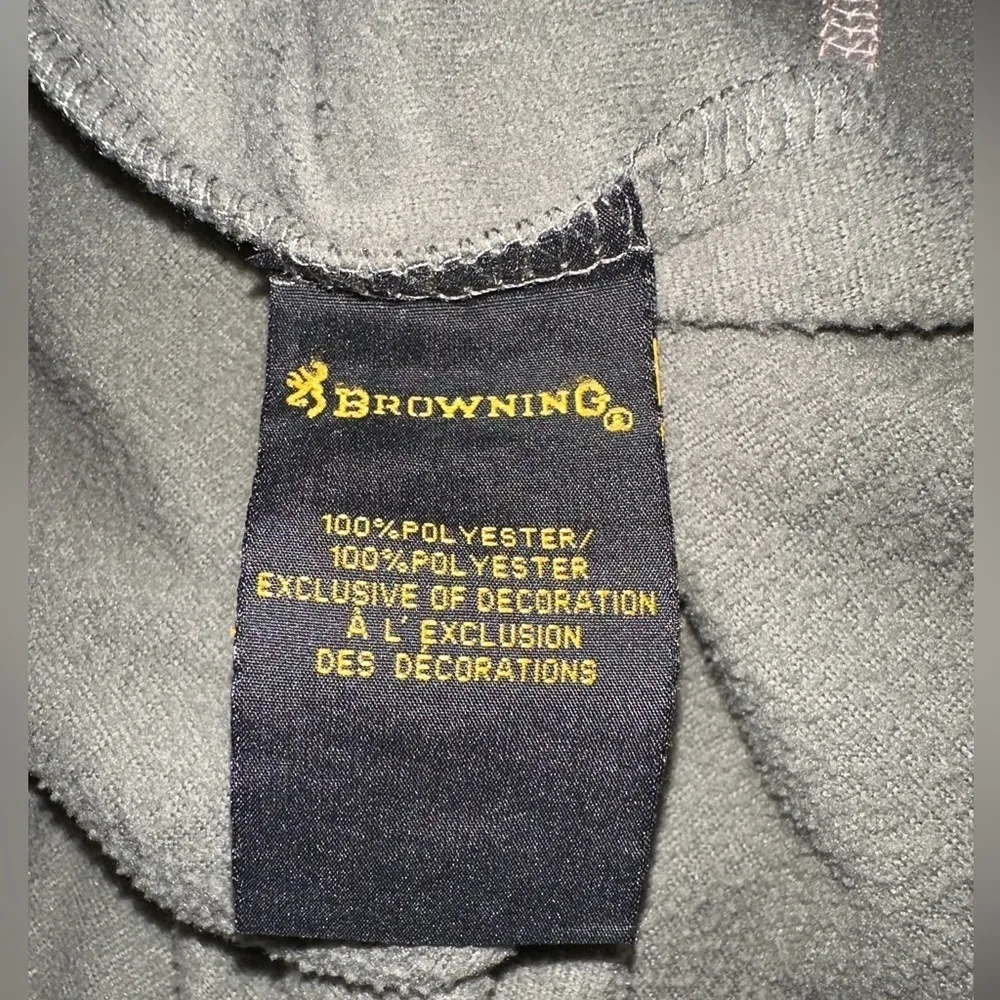 BROWNING®
100%POLYESTER/
100%POLYESTER
EXCLUSIVE OF DECORATION
À L'EXCLUSION
DES DÉCORATIONS